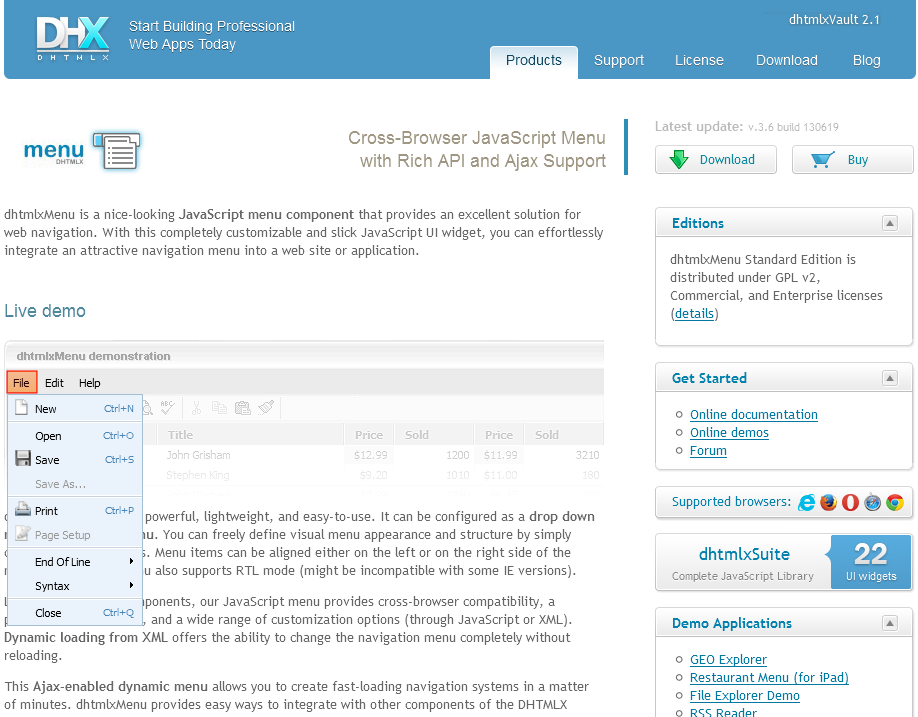 DHX
DHTMLX
Start Building Professional
Web Apps Today
dhtmlxVault 2.1
Products
Support
License
Download
Blog
menu
DHTMLX
Cross-Browser JavaScript Menu
with Rich API and Ajax Support
Latest update: v.3.6 build 130619
Download
Buy
dhtmlxMenu is a nice-looking JavaScript menu component that provides an excellent solution for
web navigation. With this completely customizable and slick JavaScript UI widget, you can effortlessly
integrate an attractive navigation menu into a web site or application.
Editions
dhtmlxMenu Standard Edition is
distributed under GPL v2,
Commercial, and Enterprise licenses
(details)
Live demo
dhtmlxMenu demonstration
File Edit Help
New Ctrl+N
Open Ctrl+O
Save Ctrl+S
Save As...
Print Ctrl+P
Page Setup
End Of Line
Syntax
Close Ctrl+Q
ABC
Title Price Sold Price Sold
John Grisham $12.99 1200 $11.99 3210
Stephen King $9.20 1010 $11.00 180
powerful, lightweight, and easy-to-use. It can be configured as a drop down
You can freely define visual menu appearance and structure by simply
Menu items can be aligned either on the left or on the right side of the
also supports RTL mode (might be incompatible with some IE versions).
our JavaScript menu provides cross-browser compatibility, a
and a wide range of customization options (through JavaScript or XML).
Dynamic loading from XML offers the ability to change the navigation menu completely without
reloading.
This Ajax-enabled dynamic menu allows you to create fast-loading navigation systems in a matter
of minutes. dhtmlxMenu provides easy ways to integrate with other components of the DHTMLX
Get Started
Online documentation
Online demos
Forum
Supported browsers:
dhtmlxSuite
Complete JavaScript Library
22
UI widgets
Demo Applications
GEO Explorer
Restaurant Menu (for iPad)
File Explorer Demo
RSS Reader